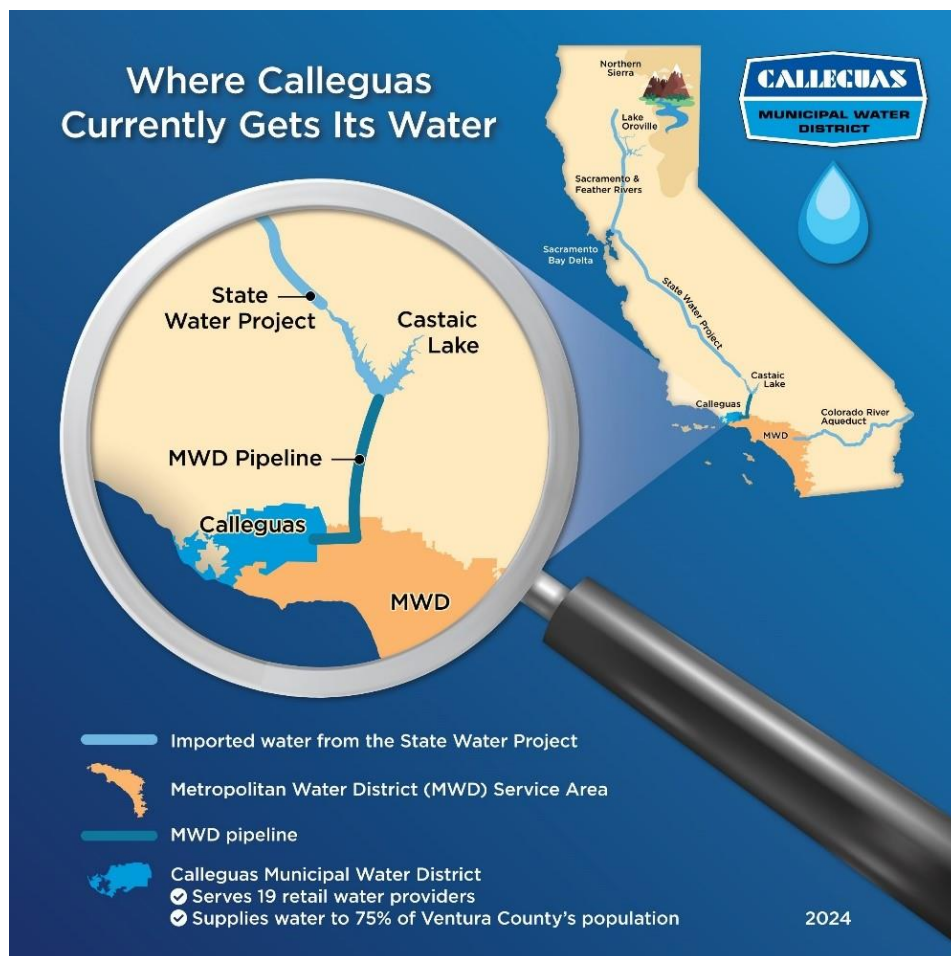 Where Calleguas
Currently Gets Its Water
CALLEGUAS
MUNICIPAL WATER
DISTRICT
Northern
Sierra
Lake
Oroville
Sacramento &
Feather Rivers
Sacramento
Bay Delta
State Water Project
Castaic
Lake
Calleguas
MWD
Colorado River
Aqueduct
State
Water Project
Castaic
Lake
MWD Pipeline
Calleguas
MWD
Imported water from the State Water Project
Metropolitan Water District (MWD) Service Area
MWD pipeline
Calleguas Municipal Water District
Serves 19 retail water providers
Supplies water to 75% of Ventura County's population
2024